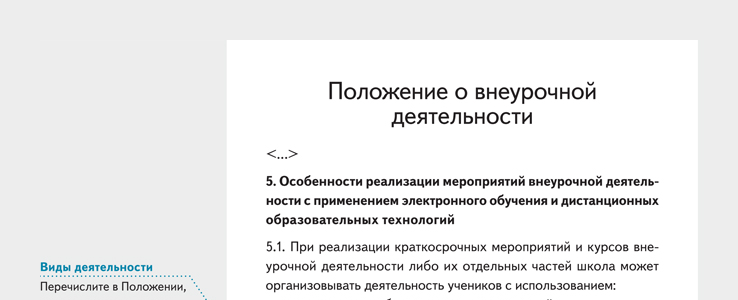 Положение о внеурочной
деятельности
<...>
5. Особенности реализации мероприятий внеурочной деятель-
ности с применением электронного обучения и дистанционных
образовательных технологий
5.1. При реализации краткосрочных мероприятий и курсов вне-
урочной деятельности либо их отдельных частей школа может
организовывать деятельность учеников с использованием:
Виды деятельности
Перечислите в Положении,